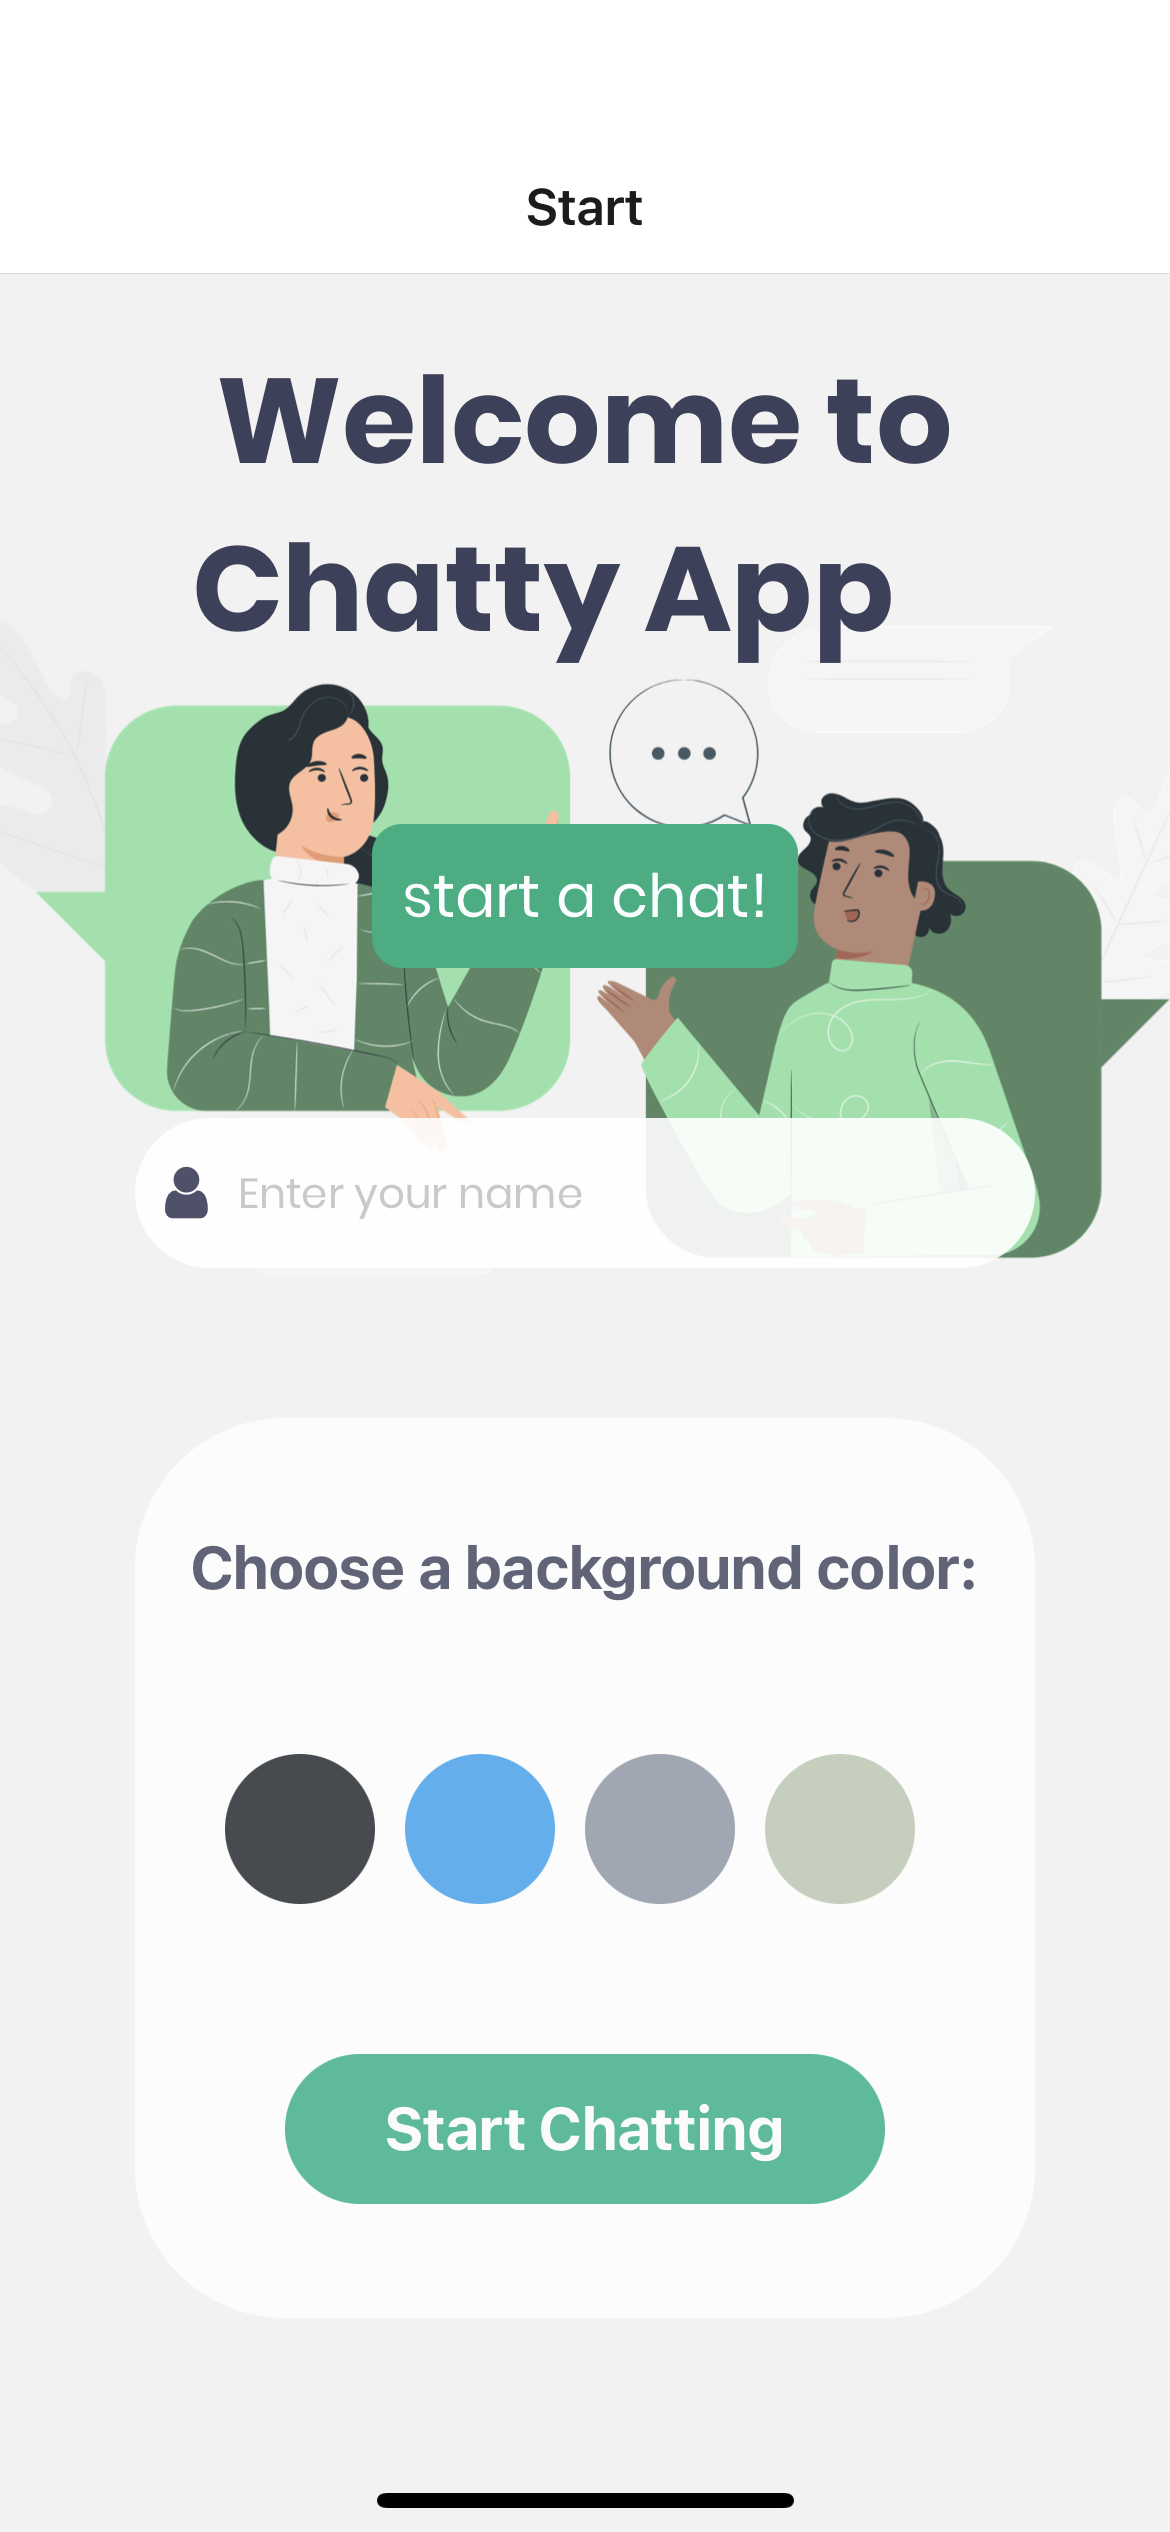 Start
Welcome to
Chatty App
start a chat!
Enter your name
Choose a background color:
Start Chatting